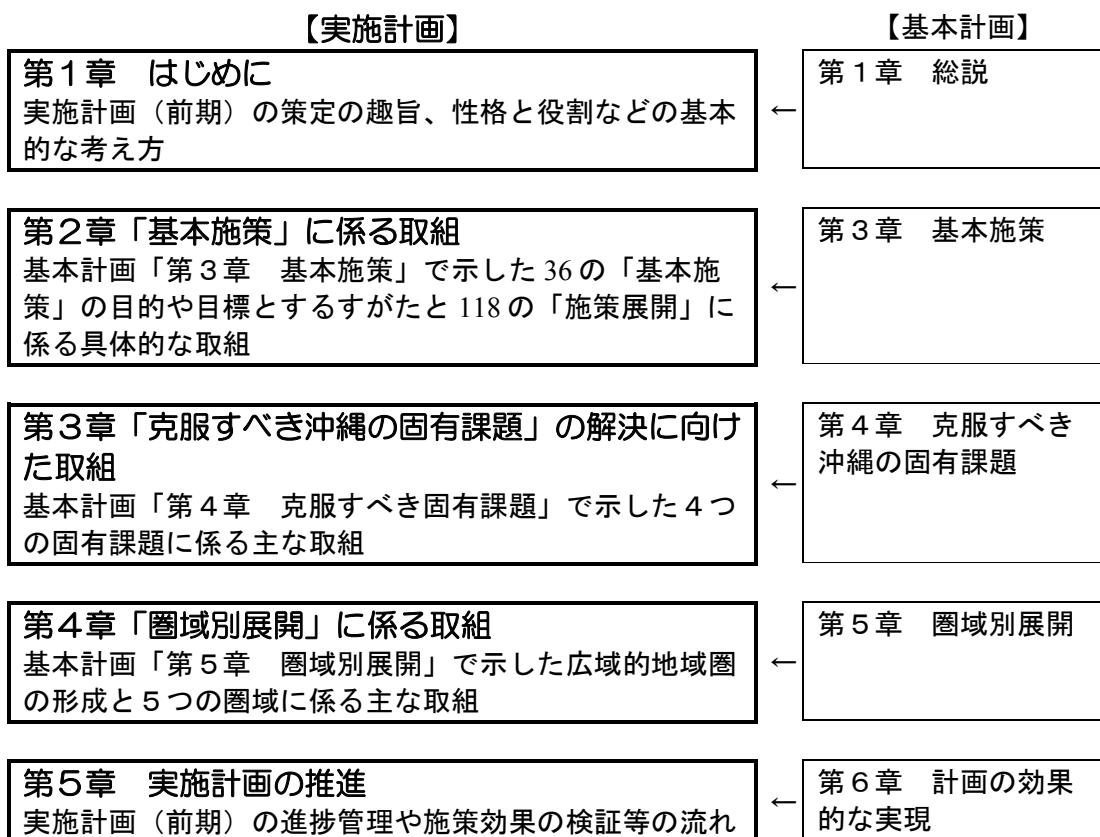 【実施計画】 【基本計画】
第1章 はじめに
実施計画（前期）の策定の趣旨、性格と役割などの基本
的な考え方
←
第1章 総説
第2章「基本施策」に係る取組
基本計画「第3章 基本施策」で示した 36 の「基本施
策」の目的や目標とするすがたと 118 の「施策展開」に
係る具体的な取組
←
第3章 基本施策
第3章「克服すべき沖縄の固有課題」の解決に向け
た取組
基本計画「第4章 克服すべき固有課題」で示した4つ
の固有課題に係る主な取組
←
第4章 克服すべき
沖縄の固有課題
第4章「圏域別展開」に係る取組
基本計画「第5章 圏域別展開」で示した広域的地域圏
の形成と5つの圏域に係る主な取組
←
第5章 圏域別展開
第5章 実施計画の推進
実施計画（前期）の進捗管理や施策効果の検証等の流れ
←
第6章 計画の効果
的な実現